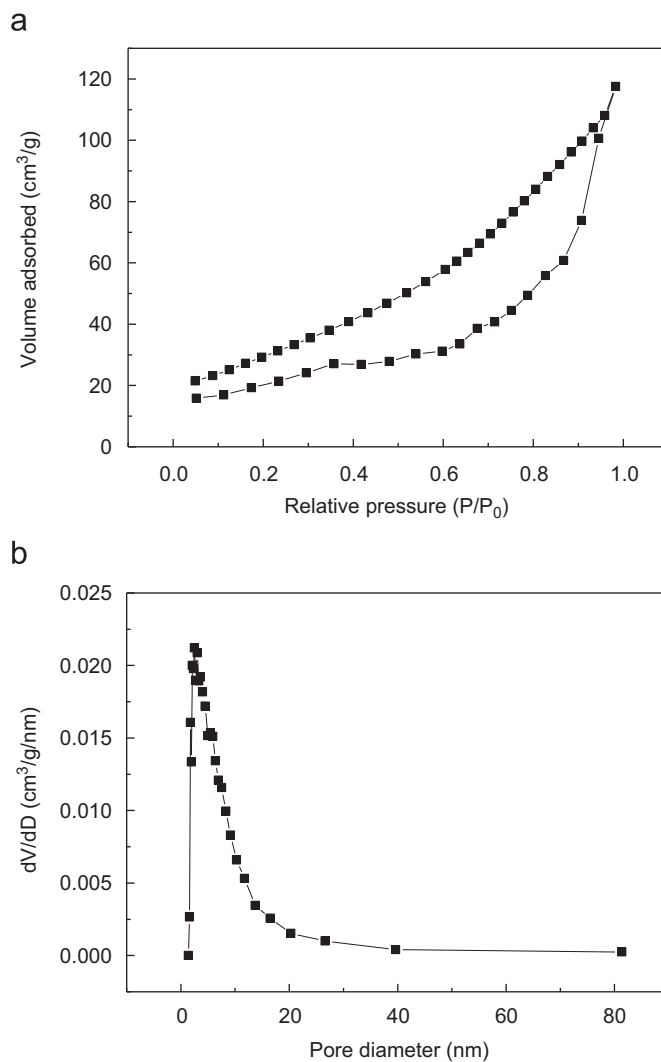 a
120
100
80
60
40
20
0
Volume adsorbed (cm³/g)
0.0 0.2 0.4 0.6 0.8 1.0
Relative pressure (P/P₀)
b
0.025
0.020
0.015
0.010
0.005
0.000
dV/dD (cm³/g/nm)
0 20 40 60 80
Pore diameter (nm)